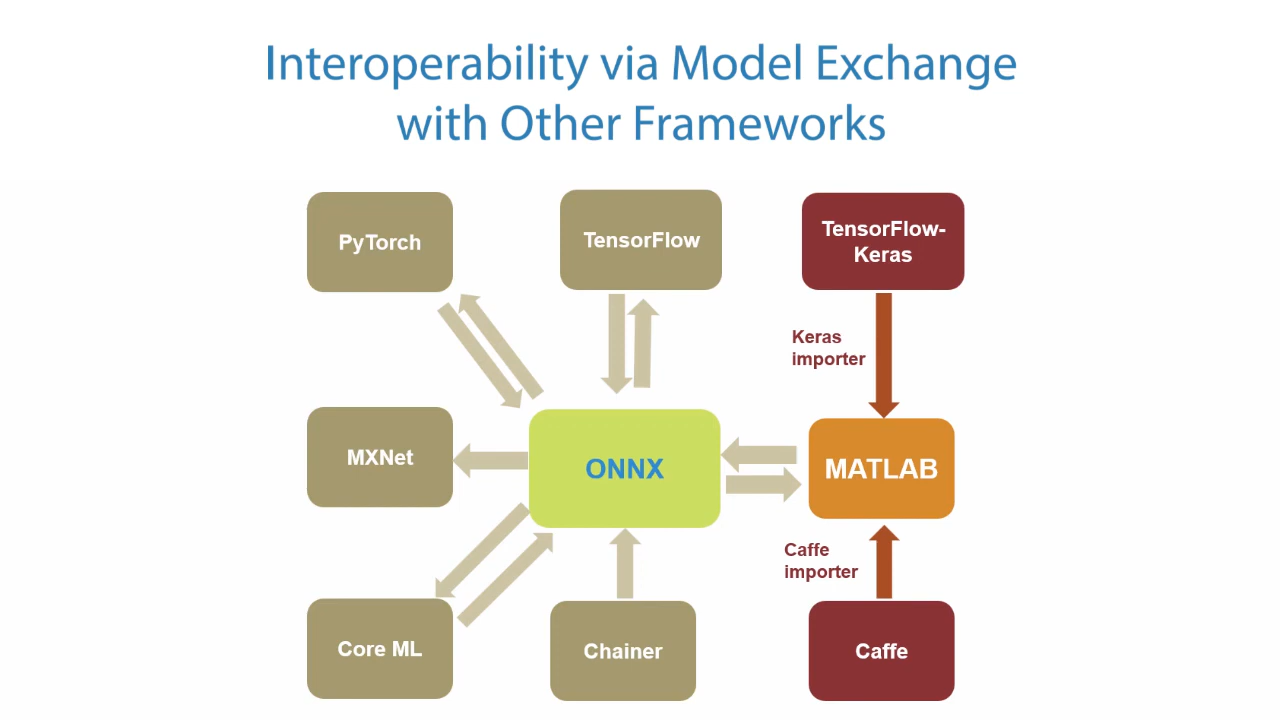 Interoperability via Model Exchange
with Other Frameworks
PyTorch
TensorFlow
TensorFlow-
Keras
Keras
importer
MXNet
ONNX
MATLAB
Caffe
importer
Core ML
Chainer
Caffe